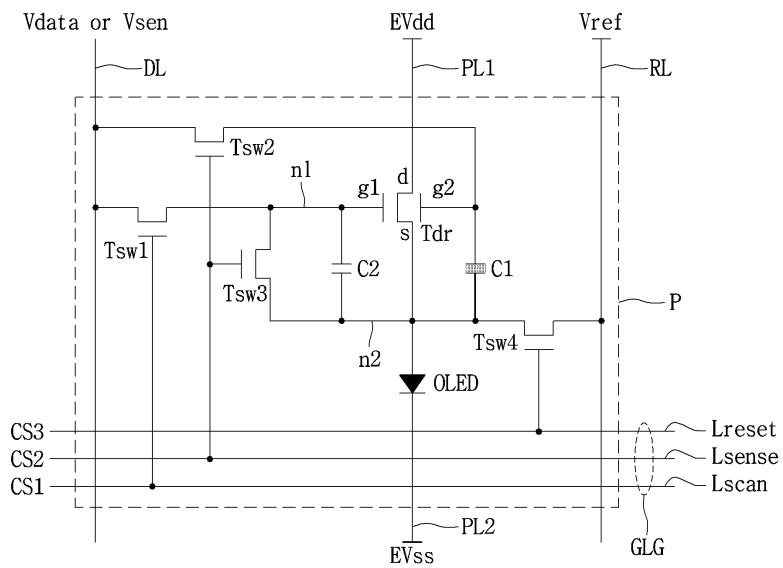 Vdata or Vsen EVdd Vref
DL PL1 RL
Tsw2
n1 g1 d g2
s Tdr
Tsw1
C2 C1
Tsw3
P
n2 Tsw4
OLED
CS3 Lreset
CS2 Lsense
CS1 Lscan
PL2
GLG
EVss